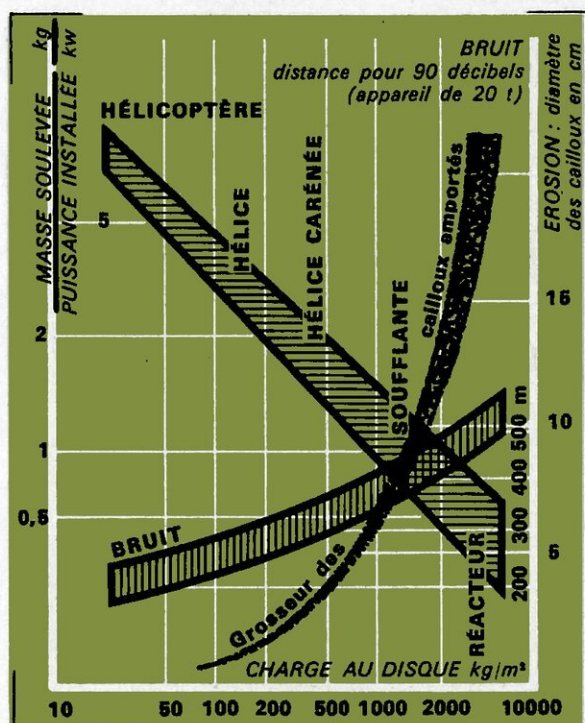 MASSE SOULEVÉE kg
PUISSANCE INSTALLÉE kw
BRUIT
distance pour 90 décibels
(appareil de 20 t)
EROSION : diamètre
des cailloux en cm
HÉLICOPTÈRE
HÉLICE
HÉLICE CARÉNÉE
SOUFFLANTE
cailloux amportés
Grosseur des
BRUIT
RÉACTEUR
5
2
1
0,5
16
10
5
500 m
400
300
200
CHARGE AU DISQUE kg/m²
10 50 100 200 500 1000 2000 10000